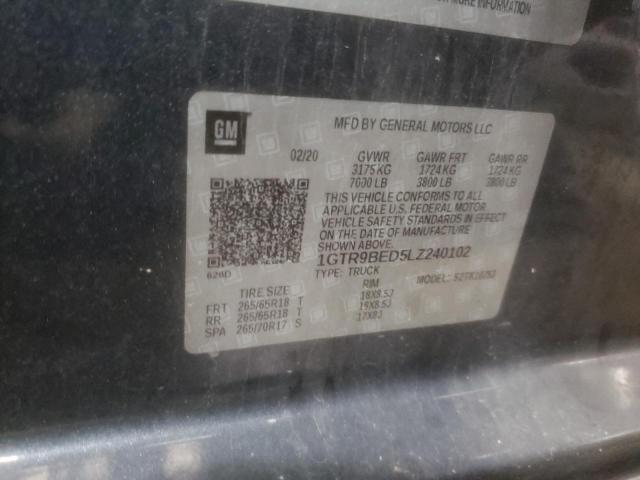 MORE INFORMATION
GM
MFD BY GENERAL MOTORS LLC
02/20 GVWR GAWR FRT GAWR RR
3175 KG 1724 KG 1724 KG
7000 LB 3800 LB 3800 LB
THIS VEHICLE CONFORMS TO ALL
APPLICABLE U.S. FEDERAL MOTOR
VEHICLE SAFETY STANDARDS IN EFFECT
ON THE DATE OF MANUFACTURE
SHOWN ABOVE.
1GTR9BED5LZ240102
TYPE: TRUCK MODEL:
TIRE SIZE RIM
FRT 265/65R18 T 18X8.5J
RR 265/65R18 T 18X8.5J
SPA 265/70R17 S 17X8J